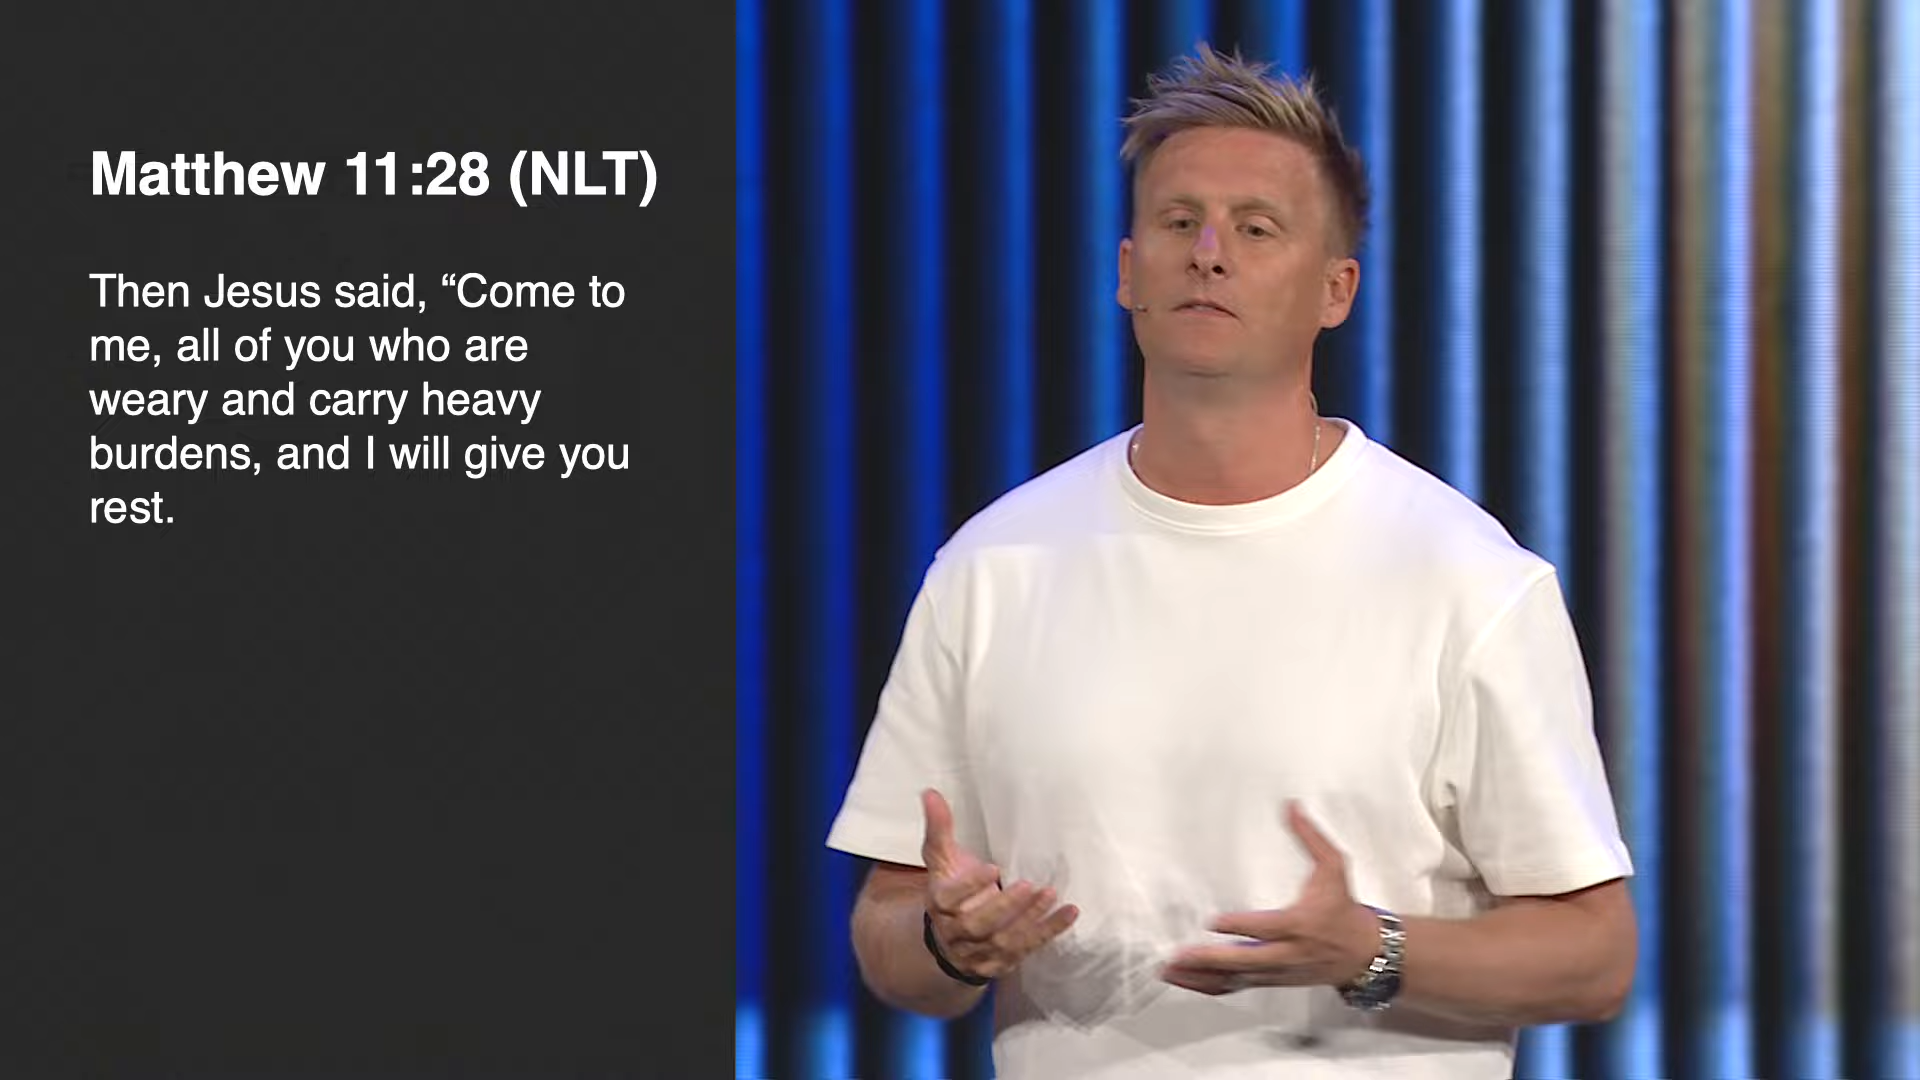 Matthew 11:28 (NLT)
Then Jesus said, “Come to
me, all of you who are
weary and carry heavy
burdens, and I will give you
rest.